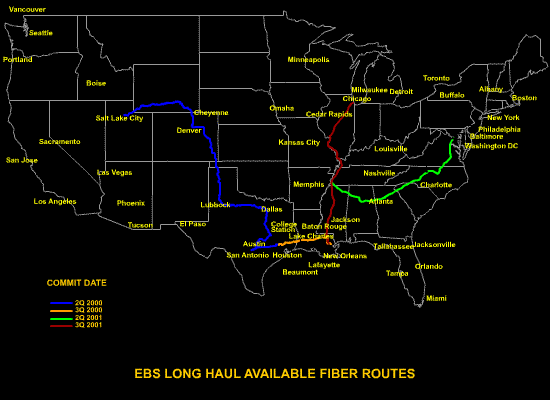 Vancouver
Seattle
Portland
Minneapolis
Toronto
Boise
Milwaukee
Detroit
Albany
Buffalo
Boston
Chicago
Omaha
Cedar Rapids
Cheyenne
Salt Lake City
New York
Philadelphia
Denver
Baltimore
Sacramento
Kansas City
Washington DC
Louisville
San Jose
Las Vegas
Nashville
Memphis
Charlotte
Los Angeles
Phoenix
Lubbock
Dallas
Atlanta
Tucson
El Paso
College
Station
Jackson
Baton Rouge
Lake Charles
Austin
Tallahassee
Jacksonville
San Antonio
Houston
New Orleans
Lafayette
Beaumont
Orlando
Tampa
Miami
COMMIT DATE
2Q 2000
3Q 2000
2Q 2001
3Q 2001
EBS LONG HAUL AVAILABLE FIBER ROUTES